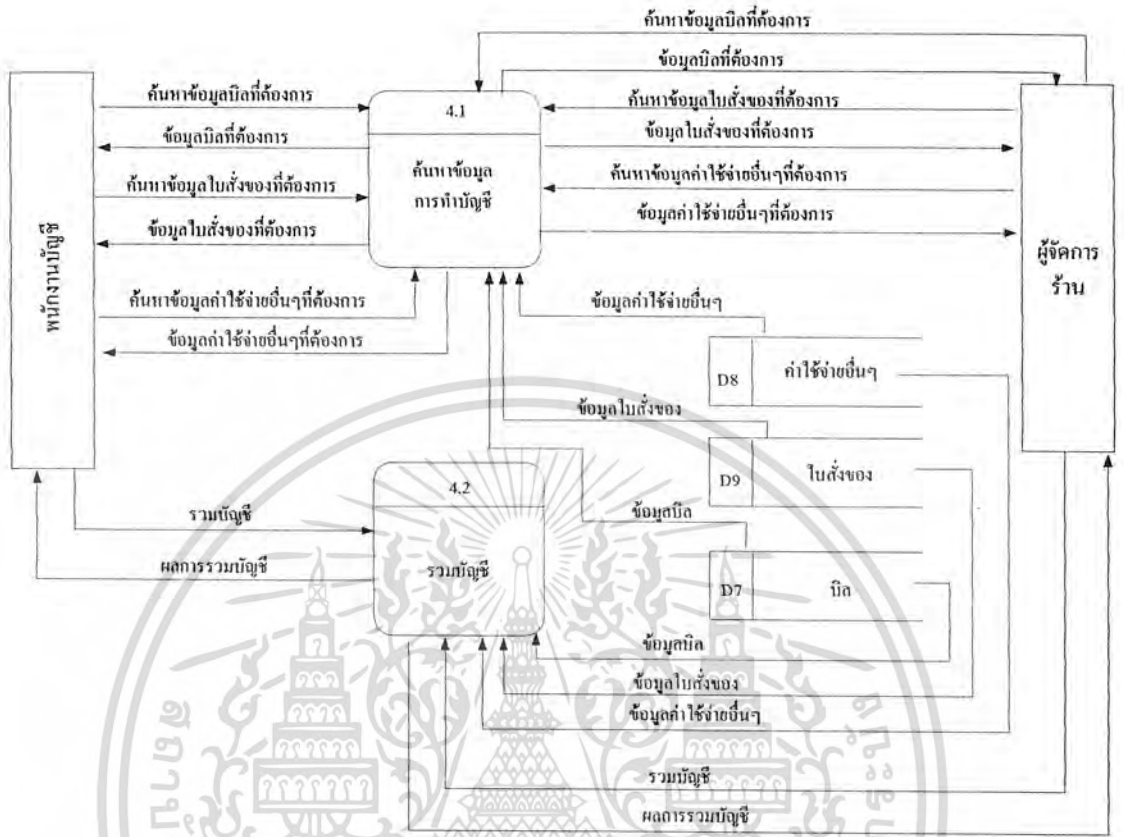 ค้นหาข้อมูลบิลที่ต้องการ
ข้อมูลบิลที่ต้องการ
ค้นหาข้อมูลบิลที่ต้องการ
ค้นหาข้อมูลใบสั่งของที่ต้องการ
4.1
ข้อมูลบิลที่ต้องการ
ข้อมูลใบสั่งของที่ต้องการ
ค้นหาข้อมูล
การทำบัญชี
ค้นหาข้อมูลใบสั่งของที่ต้องการ
ค้นหาข้อมูลค่าใช้จ่ายอื่นๆที่ต้องการ
ข้อมูลใบสั่งของที่ต้องการ
ข้อมูลค่าใช้จ่ายอื่นๆที่ต้องการ
พนักงานบัญชี
ผู้จัดการ
ร้าน
ค้นหาข้อมูลค่าใช้จ่ายอื่นๆที่ต้องการ
ข้อมูลค่าใช้จ่ายอื่นๆ
ข้อมูลค่าใช้จ่ายอื่นๆที่ต้องการ
D8
ค่าใช้จ่ายอื่นๆ
ข้อมูลใบสั่งของ
D9
ใบสั่งของ
4.2
รวมบัญชี
ข้อมูลบิล
ผลการรวมบัญชี
รวมบัญชี
D7
บิล
ข้อมูลบิล
ข้อมูลใบสั่งของ
ข้อมูลค่าใช้จ่ายอื่นๆ
รวมบัญชี
ผลการรวมบัญชี